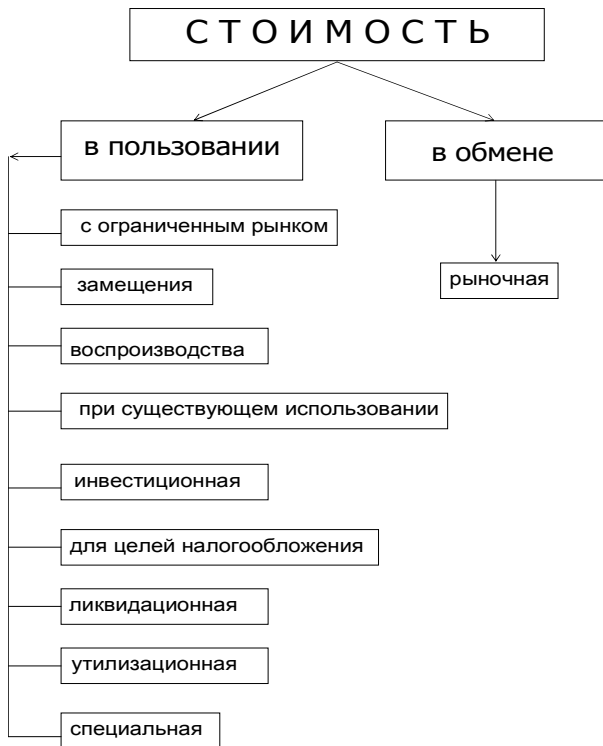 С Т О И М О С Т Ь
в пользовании
в обмене
с ограниченным рынком
рыночная
замещения
воспроизводства
при существующем использовании
инвестиционная
для целей налогообложения
ликвидационная
утилизационная
специальная